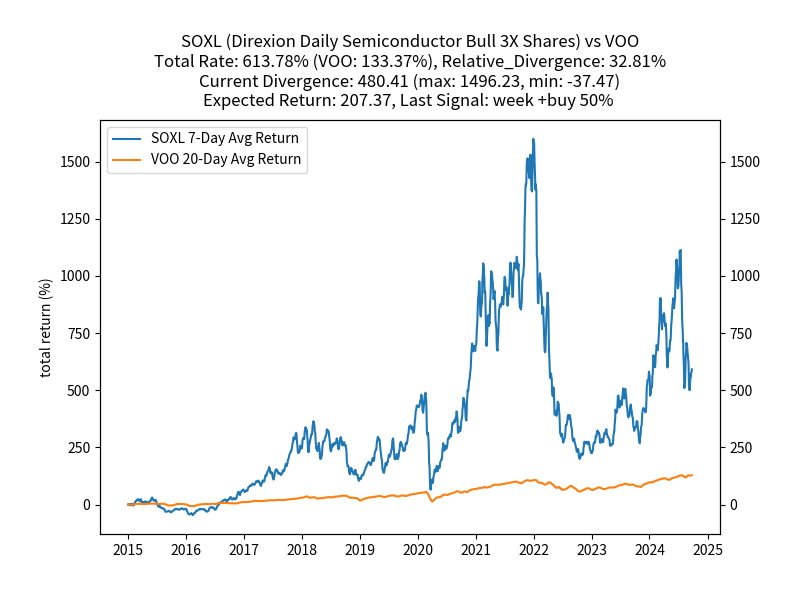 SOXL (Direxion Daily Semiconductor Bull 3X Shares) vs VOO
Total Rate: 613.78% (VOO: 133.37%), Relative_Divergence: 32.81%
Current Divergence: 480.41 (max: 1496.23, min: -37.47)
Expected Return: 207.37, Last Signal: week +buy 50%
SOXL 7-Day Avg Return
VOO 20-Day Avg Return
total return (%)
1500 1500
1250 1250
1000 1000
750 750
500 500
250 250
0 0
2015 2016 2017 2018 2019 2020 2021 2022 2023 2024 2025